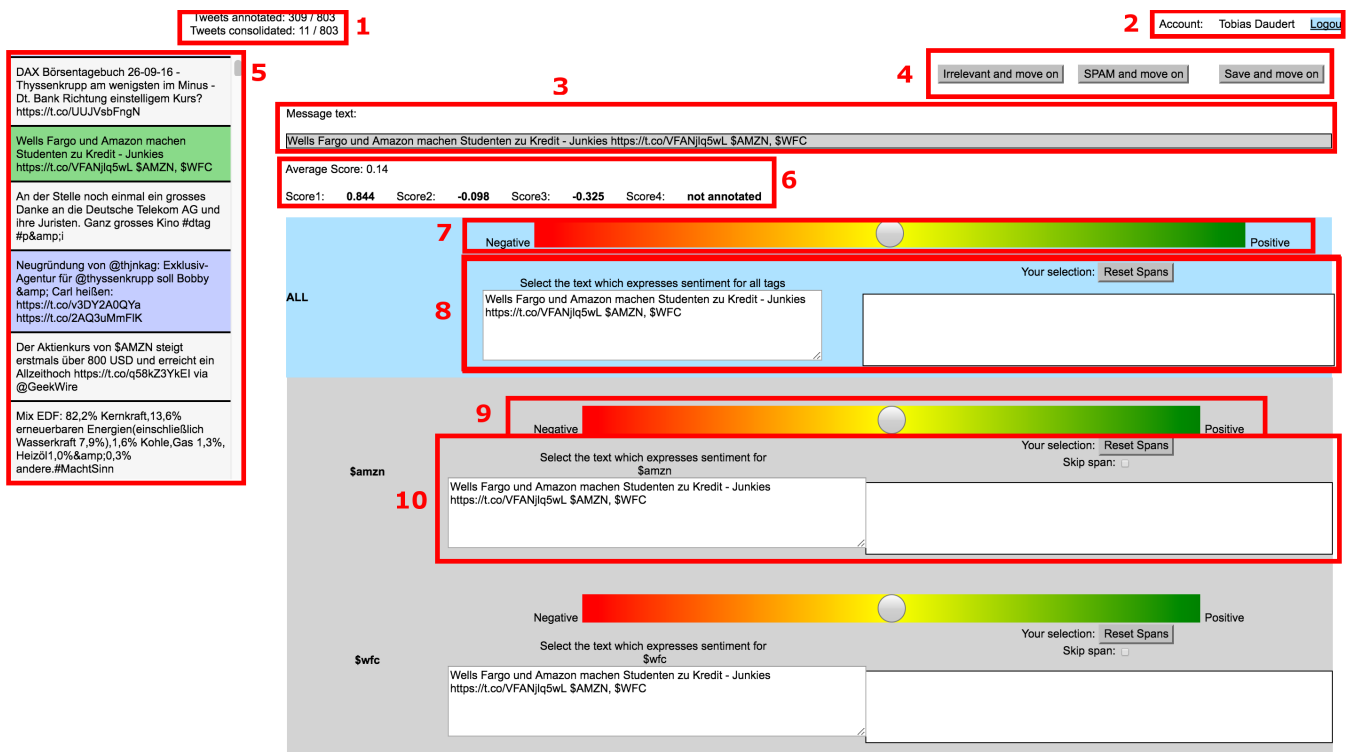 Tweets annotated: 309 / 803
Tweets consolidated: 11 / 803
1
2
Account: Tobias Daudert Logou
5
DAX Börsentagebuch 26-09-16 -
Thyssenkrupp am wenigsten im Minus -
Dt. Bank Richtung einstelligem Kurs?
https://t.co/UUJVsbFngN
Wells Fargo und Amazon machen
Studenten zu Kredit - Junkies
https://t.co/VFANjlq5wL $AMZN, $WFC
An der Stelle noch einmal ein grosses
Danke an die Deutsche Telekom AG und
ihre Juristen. Ganz grosses Kino #dtag
#p&amp;i
Neugründung von @thjnkag: Exklusiv-
Agentur für @thyssenkrupp soll Bobby
&amp; Carl heißen:
https://t.co/v3DY2A0QYa
https://t.co/2AQ3uMmFlK
Der Aktienkurs von $AMZN steigt
erstmals über 800 USD und erreicht ein
Allzeithoch https://t.co/q58kZ3YkEI via
@GeekWire
Mix EDF: 82,2% Kernkraft,13,6%
erneuerbaren Energien(einschließlich
Wasserkraft 7,9%),1,6% Kohle,Gas 1,3%,
Heizöl1,0%&amp;0,3%
andere.#MachtSinn
4
Irrelevant and move on SPAM and move on Save and move on
3
Message text:
Wells Fargo und Amazon machen Studenten zu Kredit - Junkies https://t.co/VFANjlq5wL $AMZN, $WFC
Average Score: 0.14
6
Score1: 0.844 Score2: -0.098 Score3: -0.325 Score4: not annotated
7
Negative Positive
ALL
8
Your selection: Reset Spans
Select the text which expresses sentiment for all tags
Wells Fargo und Amazon machen Studenten zu Kredit - Junkies
https://t.co/VFANjlq5wL $AMZN, $WFC
9
Negative Positive
$amzn
10
Your selection: Reset Spans
Select the text which expresses sentiment for
Skip span:
$amzn
Wells Fargo und Amazon machen Studenten zu Kredit - Junkies
https://t.co/VFANjlq5wL $AMZN, $WFC
Negative Positive
$wfc
Your selection: Reset Spans
Select the text which expresses sentiment for
Skip span:
$wfc
Wells Fargo und Amazon machen Studenten zu Kredit - Junkies
https://t.co/VFANjlq5wL $AMZN, $WFC